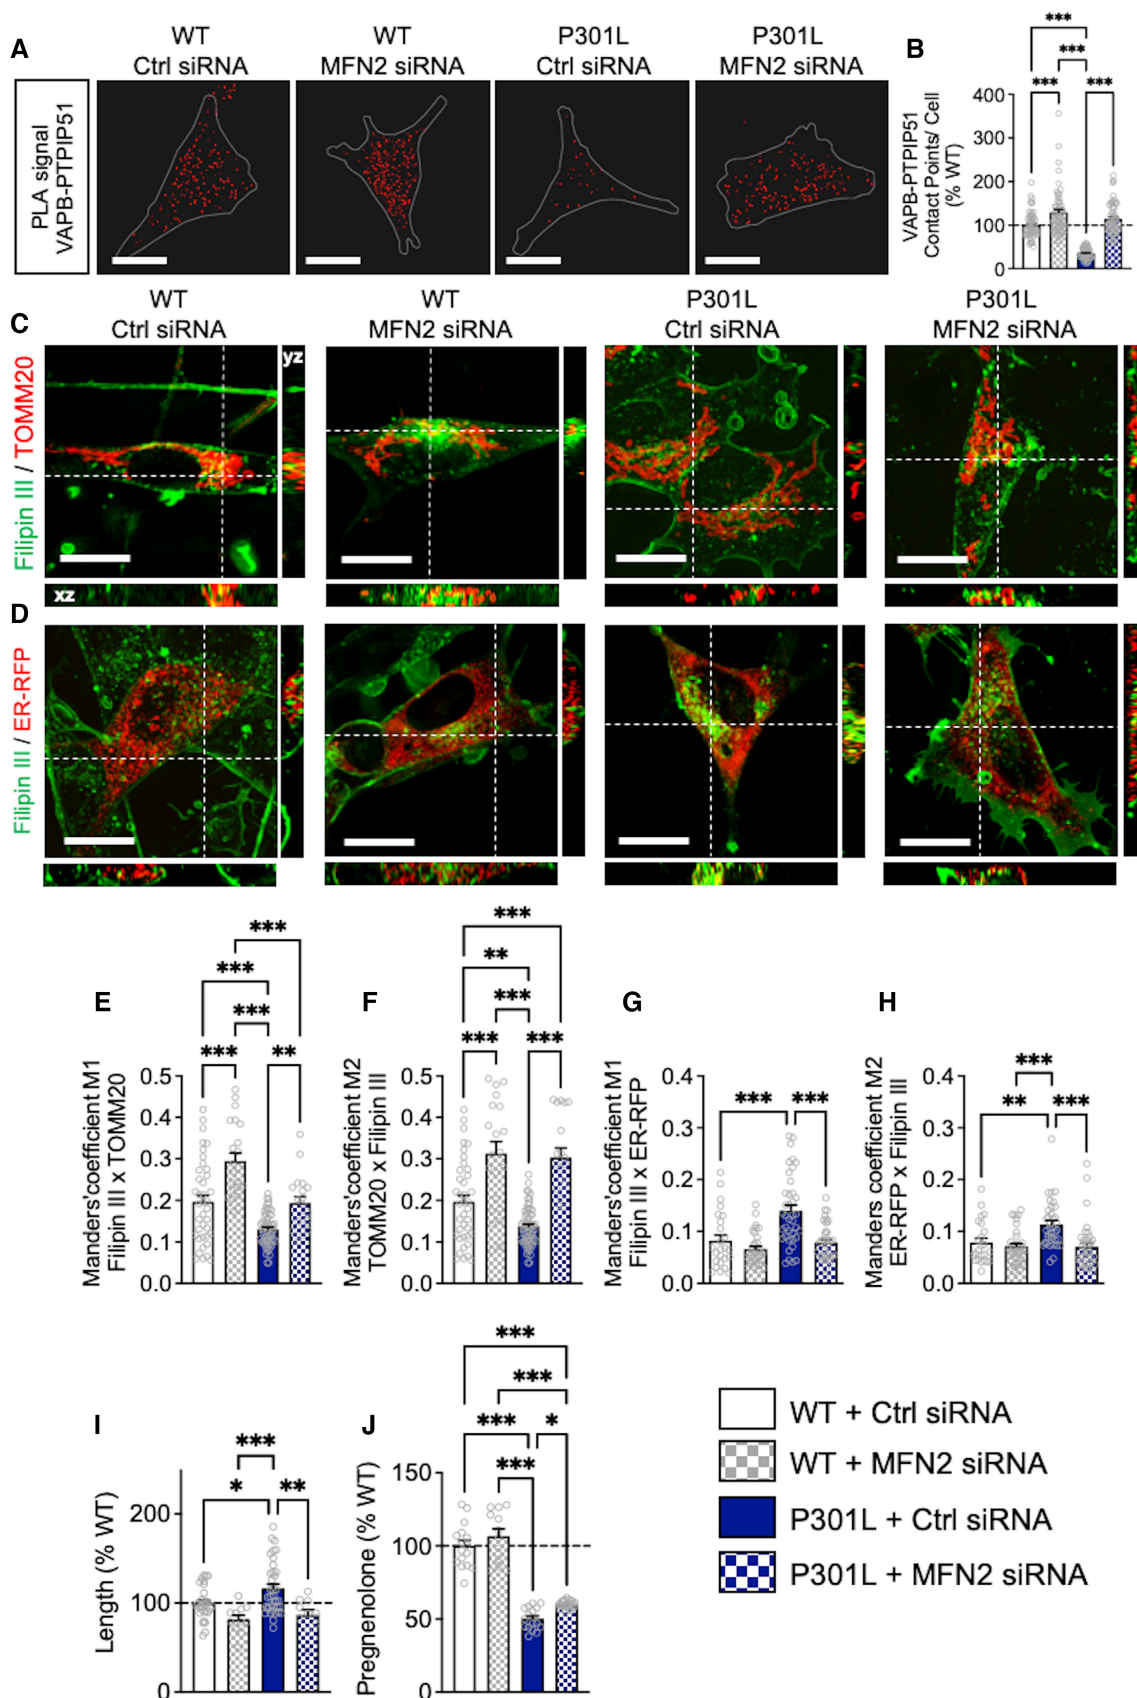 A
WT
Ctrl siRNA
WT
MFN2 siRNA
P301L
Ctrl siRNA
P301L
MFN2 siRNA
PLA signal
VAPB-PTPIP51
B
***
***
***
***
VAPB-PTPIP51
Contact Points/ Cell
(% WT)
400
300
200
100
0
C
WT
Ctrl siRNA
WT
MFN2 siRNA
P301L
Ctrl siRNA
P301L
MFN2 siRNA
Filipin III / TOMM20
yz
xz
D
Filipin III / ER-RFP
E
***
***
***
***
**
Manders'coefficient M1
Filipin III x TOMM20
0.5
0.4
0.3
0.2
0.1
0.0
F
***
**
***
***
***
Manders'coefficient M2
TOMM20 x Filipin III
0.5
0.4
0.3
0.2
0.1
0.0
G
***
***
Manders'coefficient M1
Filipin III x ER-RFP
0.4
0.3
0.2
0.1
0.0
H
***
**
***
Manders coefficient M2
ER-RFP x Filipin III
0.4
0.3
0.2
0.1
0.0
I
***
*
**
Length (% WT)
200
100
0
J
***
***
***
*
***
Pregnenolone (% WT)
150
100
50
0
WT + Ctrl siRNA
WT + MFN2 siRNA
P301L + Ctrl siRNA
P301L + MFN2 siRNA